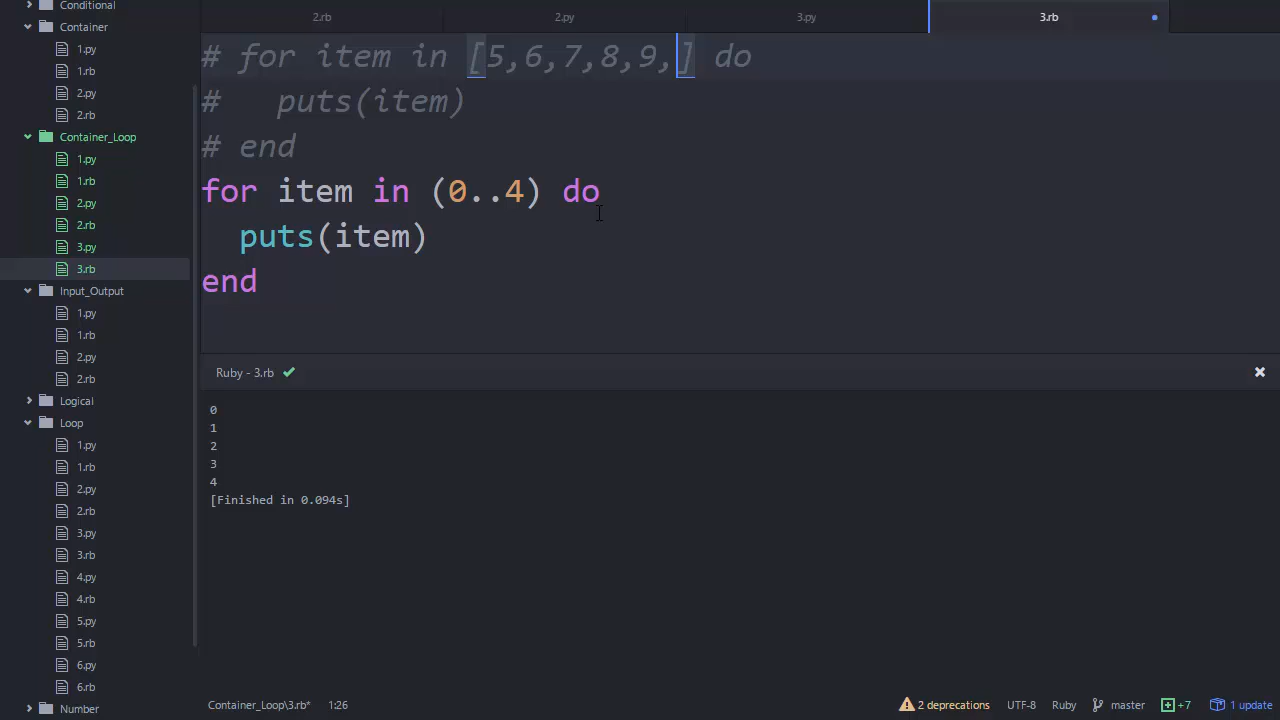 2.rb 2.py 3.py 3.rb
Conditional
Container
1.py
1.rb
2.py
2.rb
Container_Loop
1.py
1.rb
2.py
2.rb
3.py
3.rb
Input_Output
1.py
1.rb
2.py
2.rb
Logical
Loop
1.py
1.rb
2.py
2.rb
3.py
3.rb
4.py
4.rb
5.py
5.rb
6.py
6.rb
Number
# for item in [5,6,7,8,9,] do
#   puts(item)
# end
for item in (0..4) do
  puts(item)
end
Ruby - 3.rb
0
1
2
3
4
[Finished in 0.094s]
Container_Loop\3.rb* 1:26 2 deprecations UTF-8 Ruby master +7 1 update